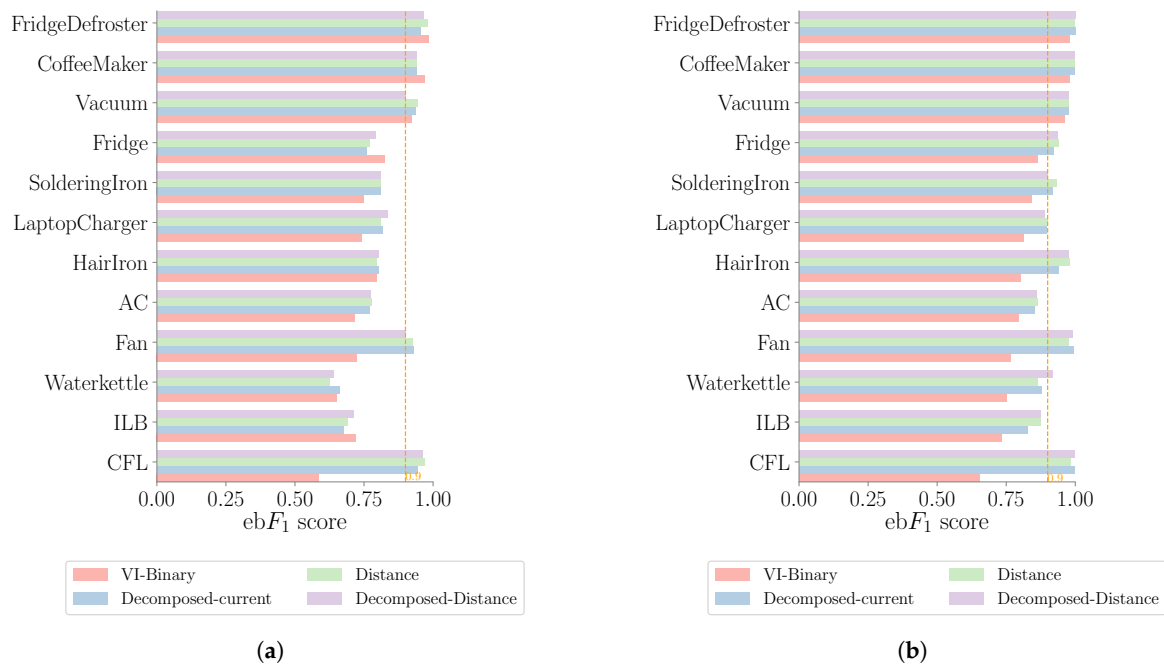 FridgeDefroster
CoffeeMaker
Vacuum
Fridge
SolderingIron
LaptopCharger
HairIron
AC
Fan
Waterkettle
ILB
CFL
0.9
0.00 0.25 0.50 0.75 1.00
ebF₁ score
VI-Binary Distance
Decomposed-current Decomposed-Distance
(a)
FridgeDefroster
CoffeeMaker
Vacuum
Fridge
SolderingIron
LaptopCharger
HairIron
AC
Fan
Waterkettle
ILB
CFL
0.9
0.00 0.25 0.50 0.75 1.00
ebF₁ score
VI-Binary Distance
Decomposed-current Decomposed-Distance
(b)